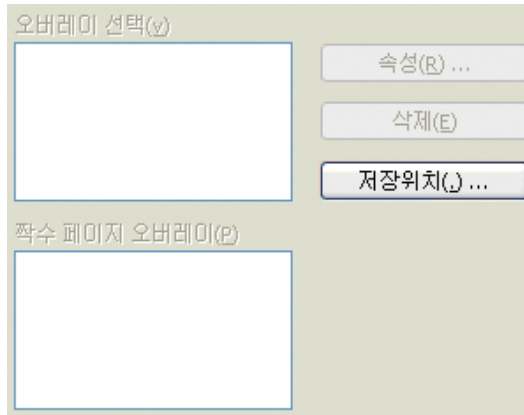 오버레이 선택(v)
속성(R) ...
삭제(E)
저장위치(,) ...
짝수 페이지 오버레이(P)